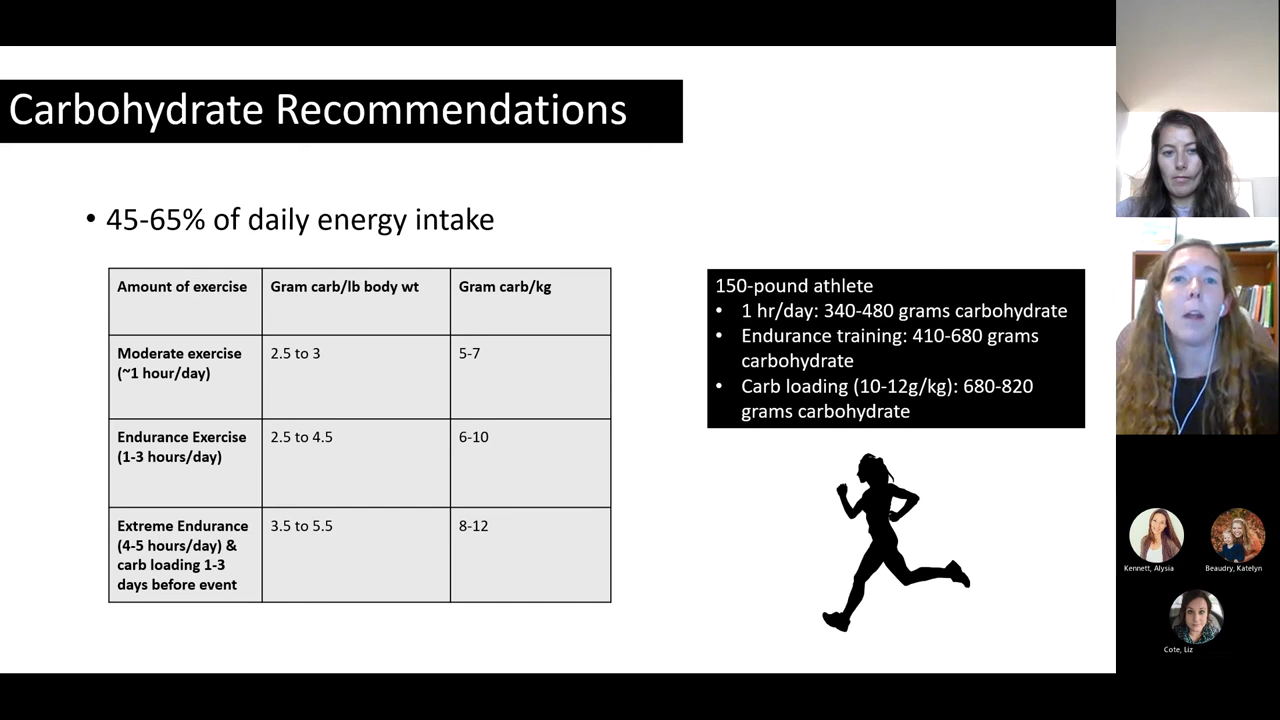 Carbohydrate Recommendations
• 45-65% of daily energy intake
Amount of exercise Gram carb/lb body wt Gram carb/kg
Moderate exercise 2.5 to 3 5-7
(~1 hour/day)
Endurance Exercise 2.5 to 4.5 6-10
(1-3 hours/day)
Extreme Endurance 3.5 to 5.5 8-12
(4-5 hours/day) &
carb loading 1-3
days before event
150-pound athlete
• 1 hr/day: 340-480 grams carbohydrate
• Endurance training: 410-680 grams
carbohydrate
• Carb loading (10-12g/kg): 680-820
grams carbohydrate
Kennett, Alysia
Beaudry, Katelyn
Cote, Liz